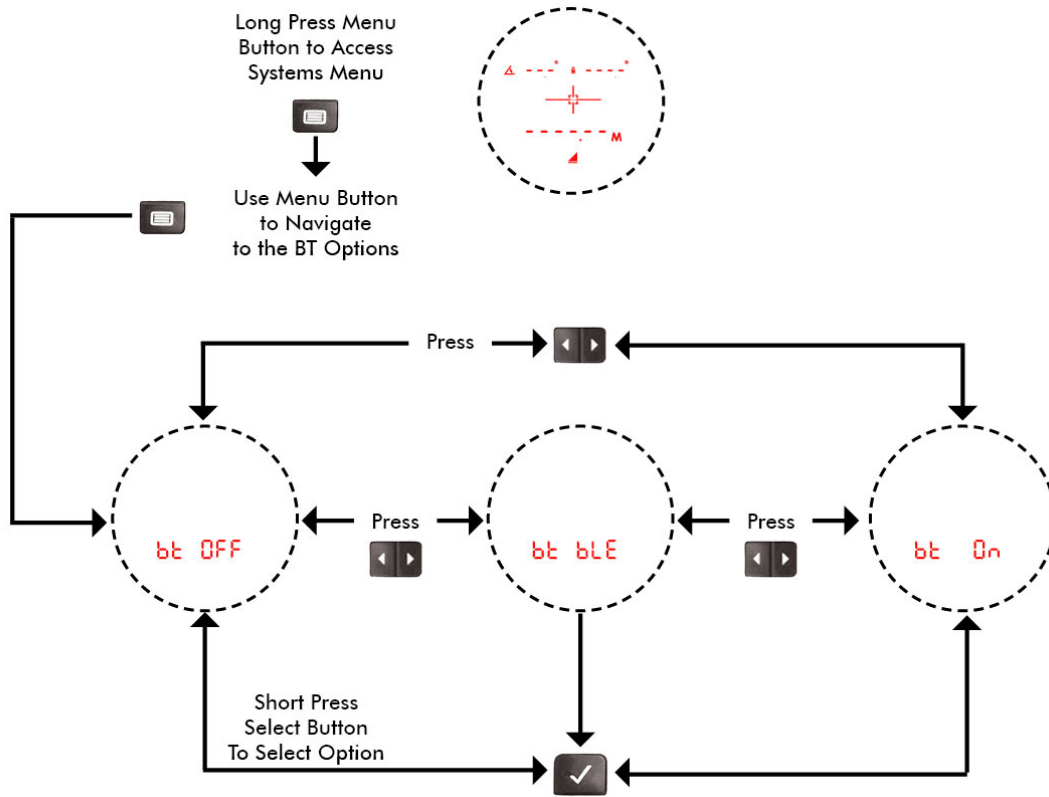 Long Press Menu
Button to Access
Systems Menu
M
Use Menu Button
to Navigate
to the BT Options
Press
Press
Press
bt OFF
bt bLE
bt On
Short Press
Select Button
To Select Option